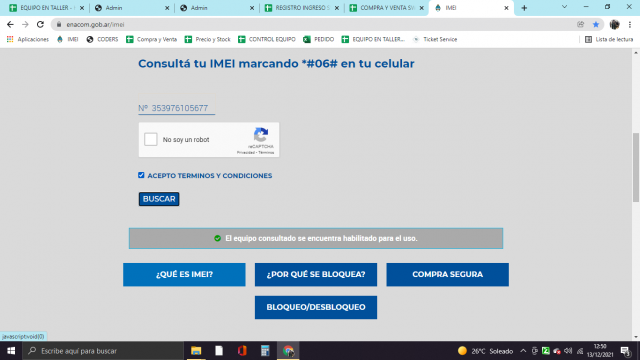 EQUIPO EN TALLER -
Admin
Admin
REGISTRO INGRESO S
COMPRA Y VENTA SW
IMEI
enacom.gob.ar/imei
Aplicaciones
IMEI
CODERS
Compra y Venta
Precio y Stock
CONTROL EQUIPO
PEDIDO
EQUIPO EN TALLER...
Ticket Service
Lista de lectura
Consultá tu IMEI marcando *#06# en tu celular
Nº 353976105677
No soy un robot
reCAPTCHA
Privacidad - Términos
ACEPTO TERMINOS Y CONDICIONES
BUSCAR
El equipo consultado se encuentra habilitado para el uso.
¿QUÉ ES IMEI?
¿POR QUÉ SE BLOQUEA?
COMPRA SEGURA
BLOQUEO/DESBLOQUEO
javascript:void(0)
Escribe aquí para buscar
26°C Soleado
12:50
13/12/2021